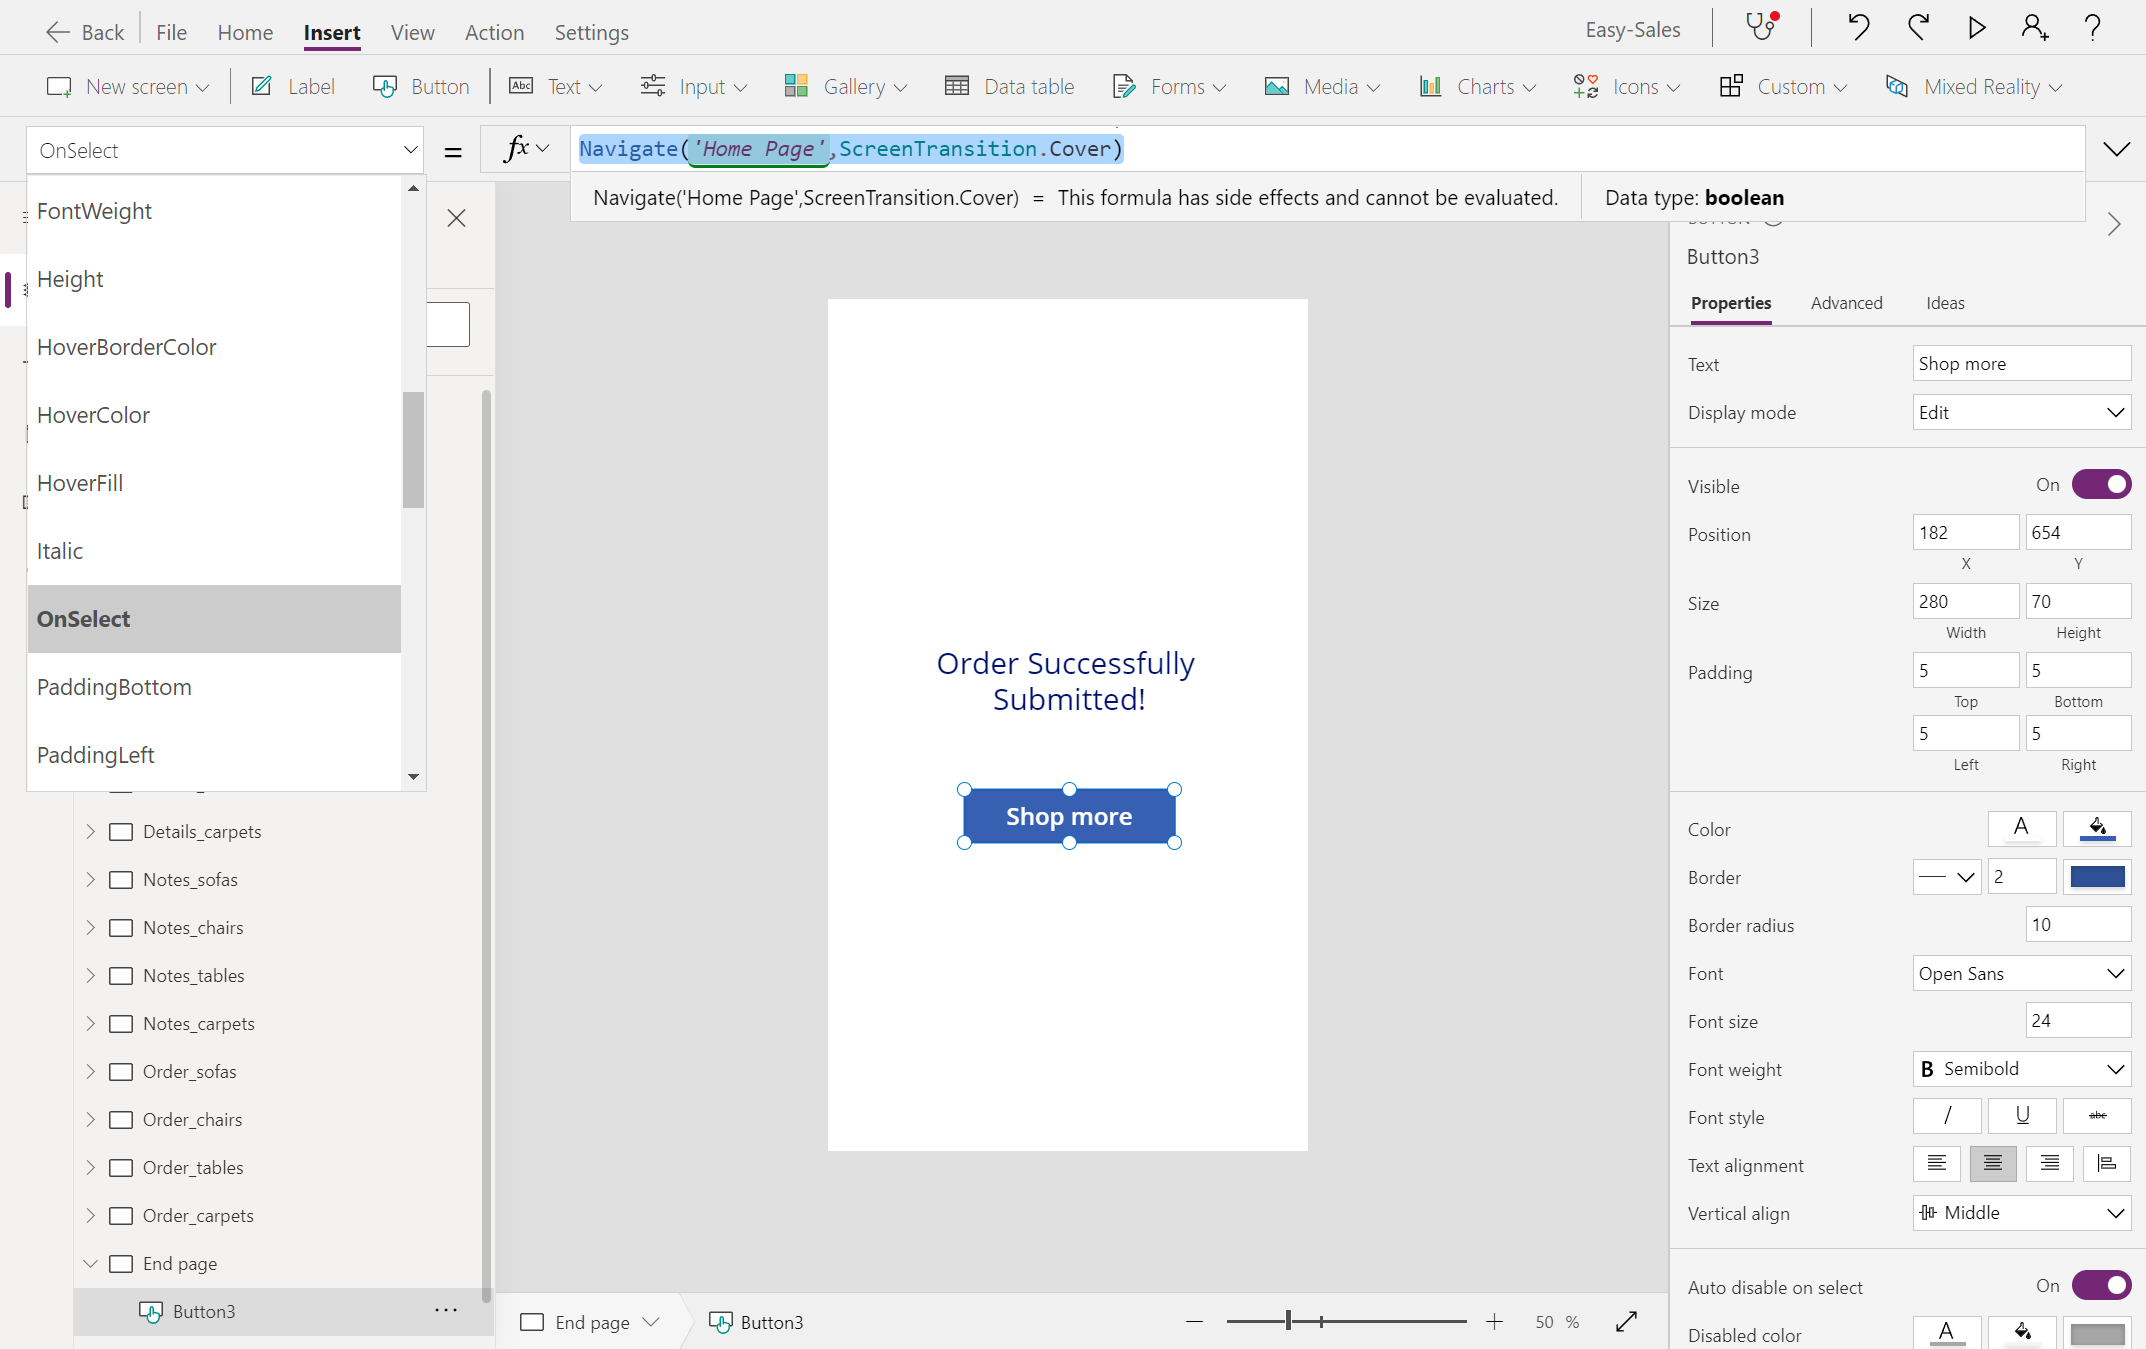 Back File Home Insert View Action Settings Easy-Sales
New screen Label Button Abc Text Input Gallery Data table Forms Media Charts Icons Custom Mixed Reality
OnSelect = fx Navigate('Home Page',ScreenTransition.Cover)
Navigate('Home Page',ScreenTransition.Cover) = This formula has side effects and cannot be evaluated. Data type: boolean
FontWeight
Height
HoverBorderColor
HoverColor
HoverFill
Italic
OnSelect
PaddingBottom
PaddingLeft
Details_carpets
Notes_sofas
Notes_chairs
Notes_tables
Notes_carpets
Order_sofas
Order_chairs
Order_tables
Order_carpets
End page
Button3 ...
Order Successfully
Submitted!
Shop more
End page Button3 50 %
Button3
Properties Advanced Ideas
Text Shop more
Display mode Edit
Visible On
Position 182 654
X Y
Size 280 70
Width Height
Padding 5 5
Top Bottom
5 5
Left Right
Color A
Border 2
Border radius 10
Font Open Sans
Font size 24
Font weight B Semibold
Font style / U abc
Text alignment
Vertical align Middle
Auto disable on select On
Disabled color A